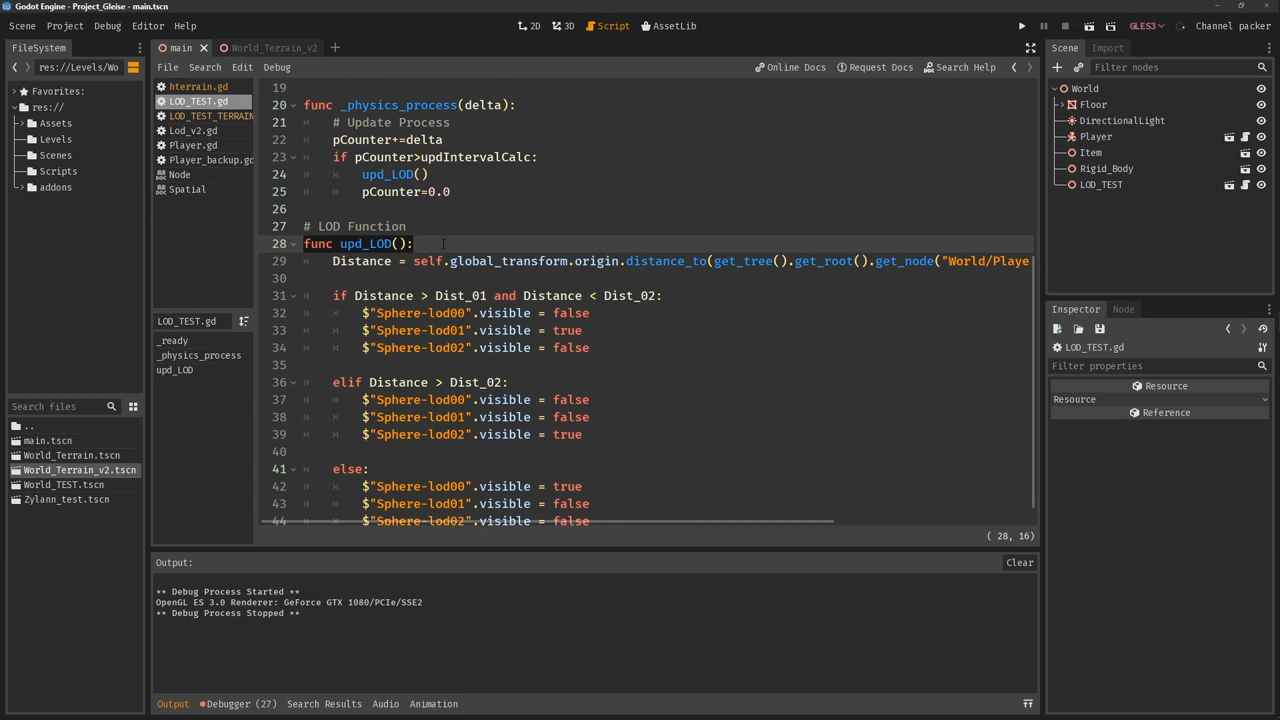 Godot Engine - Project_Gleise - main.tscn
Scene Project Debug Editor Help
2D 3D Script AssetLib
GLES3 Channel packer
FileSystem
res://Levels/Wo
Favorites:
res://
Assets
Levels
Scenes
Scripts
addons
Search files
..
main.tscn
World_Terrain.tscn
World_Terrain_v2.tscn
World_TEST.tscn
Zylann_test.tscn
main World_Terrain_v2
File Search Edit Debug
Online Docs Request Docs Search Help
hterrain.gd
LOD_TEST.gd
LOD_TEST_TERRAIN
Lod_v2.gd
Player.gd
Player_backup.gd
Node
Spatial
LOD_TEST.gd
_ready
_physics_process
upd_LOD
19
20 func _physics_process(delta):
21 # Update Process
22 pCounter+=delta
23 if pCounter>updIntervalCalc:
24 upd_LOD()
25 pCounter=0.0
26
27 # LOD Function
28 func upd_LOD():
29 Distance = self.global_transform.origin.distance_to(get_tree().get_root().get_node("World/Playe
30
31 if Distance > Dist_01 and Distance < Dist_02:
32 $"Sphere-lod00".visible = false
33 $"Sphere-lod01".visible = true
34 $"Sphere-lod02".visible = false
35
36 elif Distance > Dist_02:
37 $"Sphere-lod00".visible = false
38 $"Sphere-lod01".visible = false
39 $"Sphere-lod02".visible = true
40
41 else:
42 $"Sphere-lod00".visible = true
43 $"Sphere-lod01".visible = false
44 $"Sphere-lod02".visible = false
( 28, 16)
Output:
Clear
** Debug Process Started **
OpenGL ES 3.0 Renderer: GeForce GTX 1080/PCIe/SSE2
** Debug Process Stopped **
Output Debugger (27) Search Results Audio Animation
Scene Import
Filter nodes
World
Floor
DirectionalLight
Player
Item
Rigid_Body
LOD_TEST
Inspector Node
LOD_TEST.gd
Filter properties
Resource
Resource
Reference